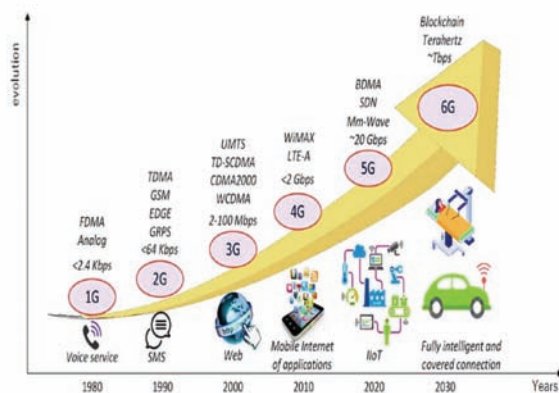 evolution
Blockchain
Terahertz
~Tbps
6G
BDMA
SDN
Mm-Wave
~20 Gbps
5G
WiMAX
LTE-A
<2 Gbps
4G
UMTS
TD-SCDMA
CDMA2000
WCDMA
2-100 Mbps
3G
TDMA
GSM
EDGE
GRPS
<64 Kbps
2G
FDMA
Analog
<2.4 Kbps
1G
Voice service
SMS
Web
Mobile Internet
of applications
IIoT
Fully intelligent and
covered connection
1980
1990
2000
2010
2020
2030
Years